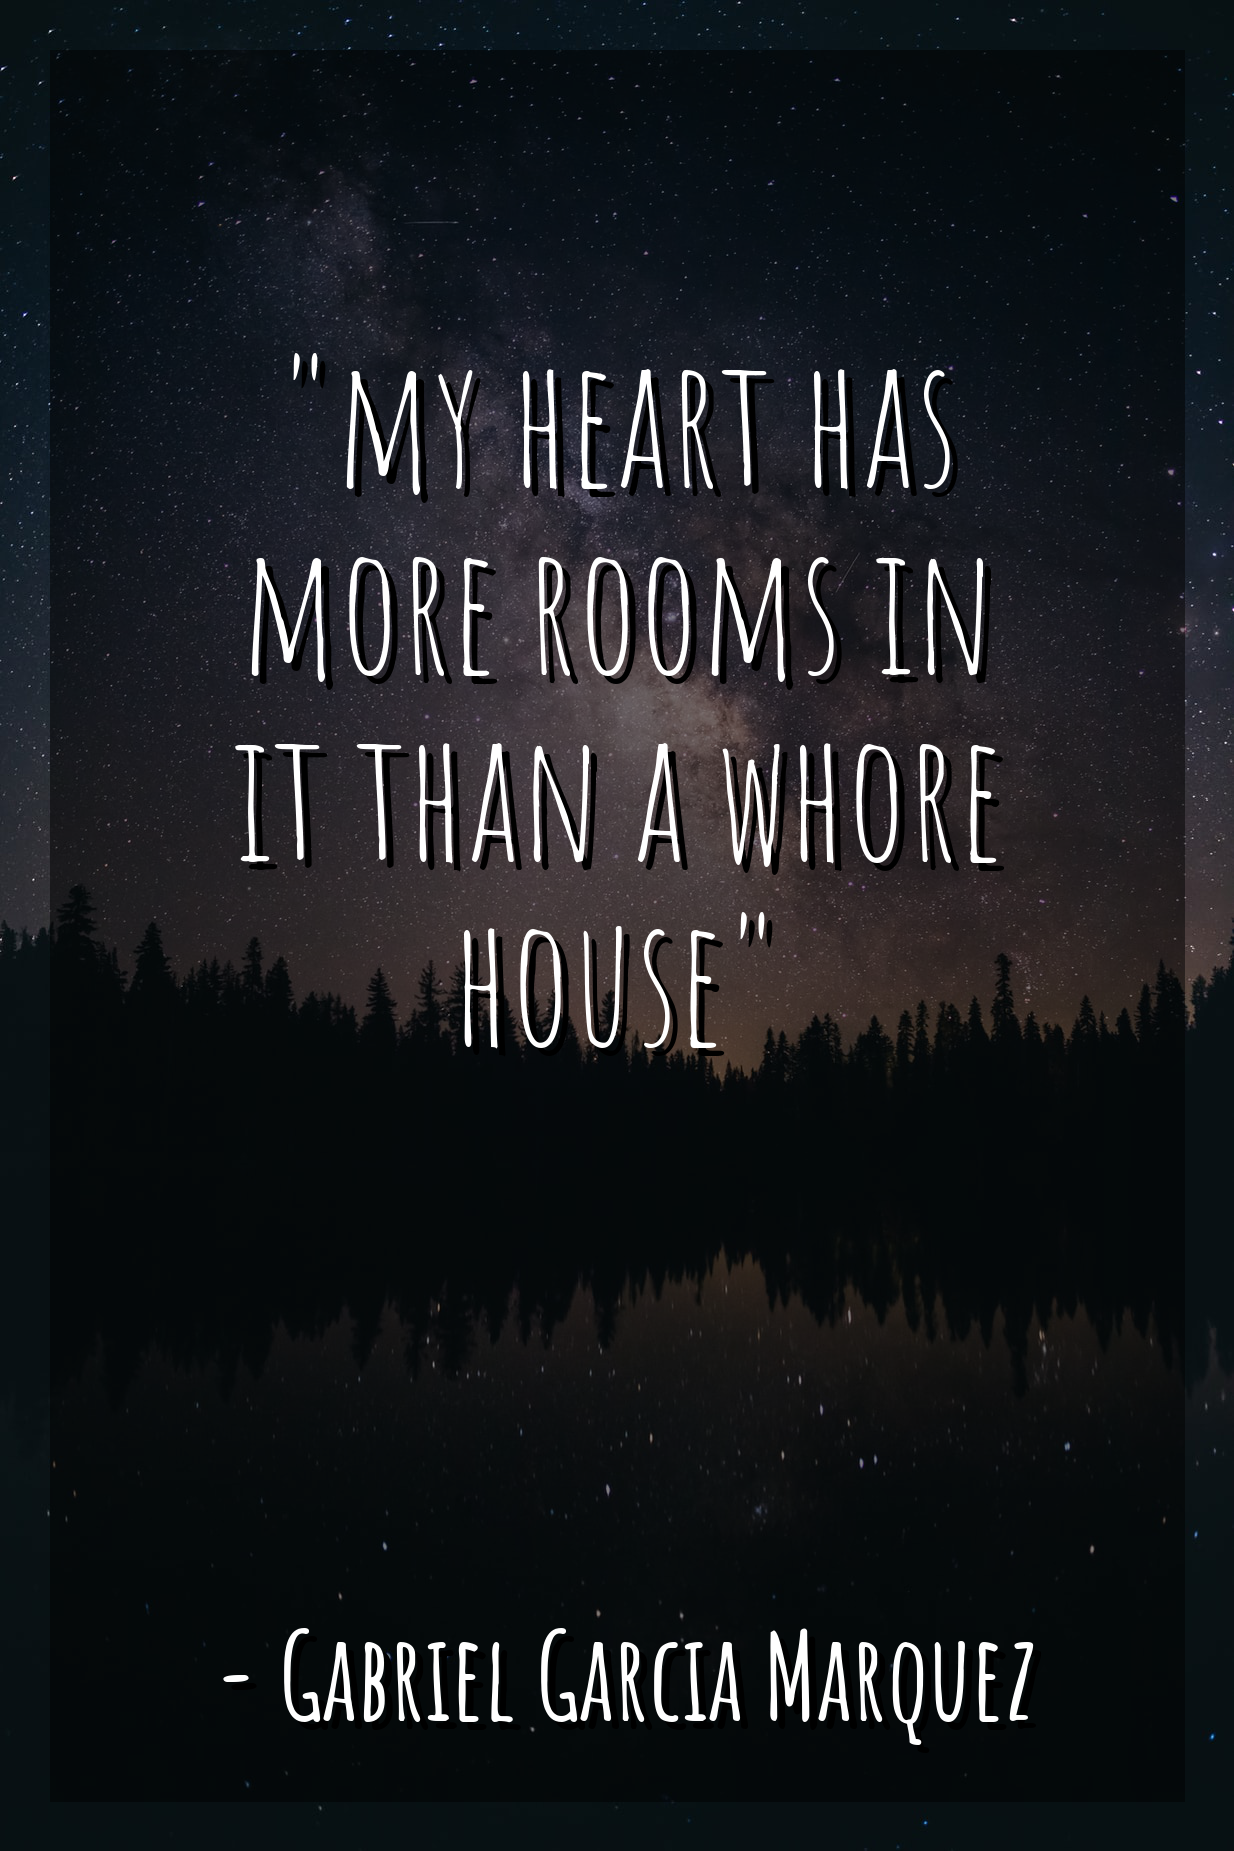 "MY HEART HAS
MORE ROOMS IN
IT THAN A WHORE
HOUSE"
- GABRIEL GARCIA MARQUEZ